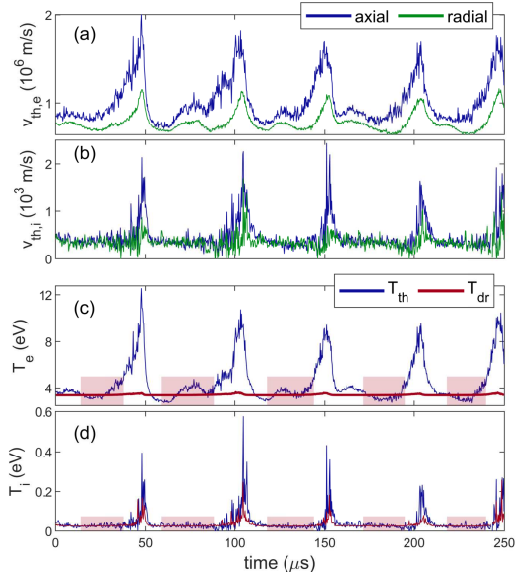 (a)
axial radial
2
1
v_th,e (10^6 m/s)
(b)
2
1
0
v_th,i (10^3 m/s)
(c)
T_th T_dr
12
8
4
T_e (eV)
(d)
0.6
0.4
0.2
0
T_i (eV)
0 50 100 150 200 250
time (μs)